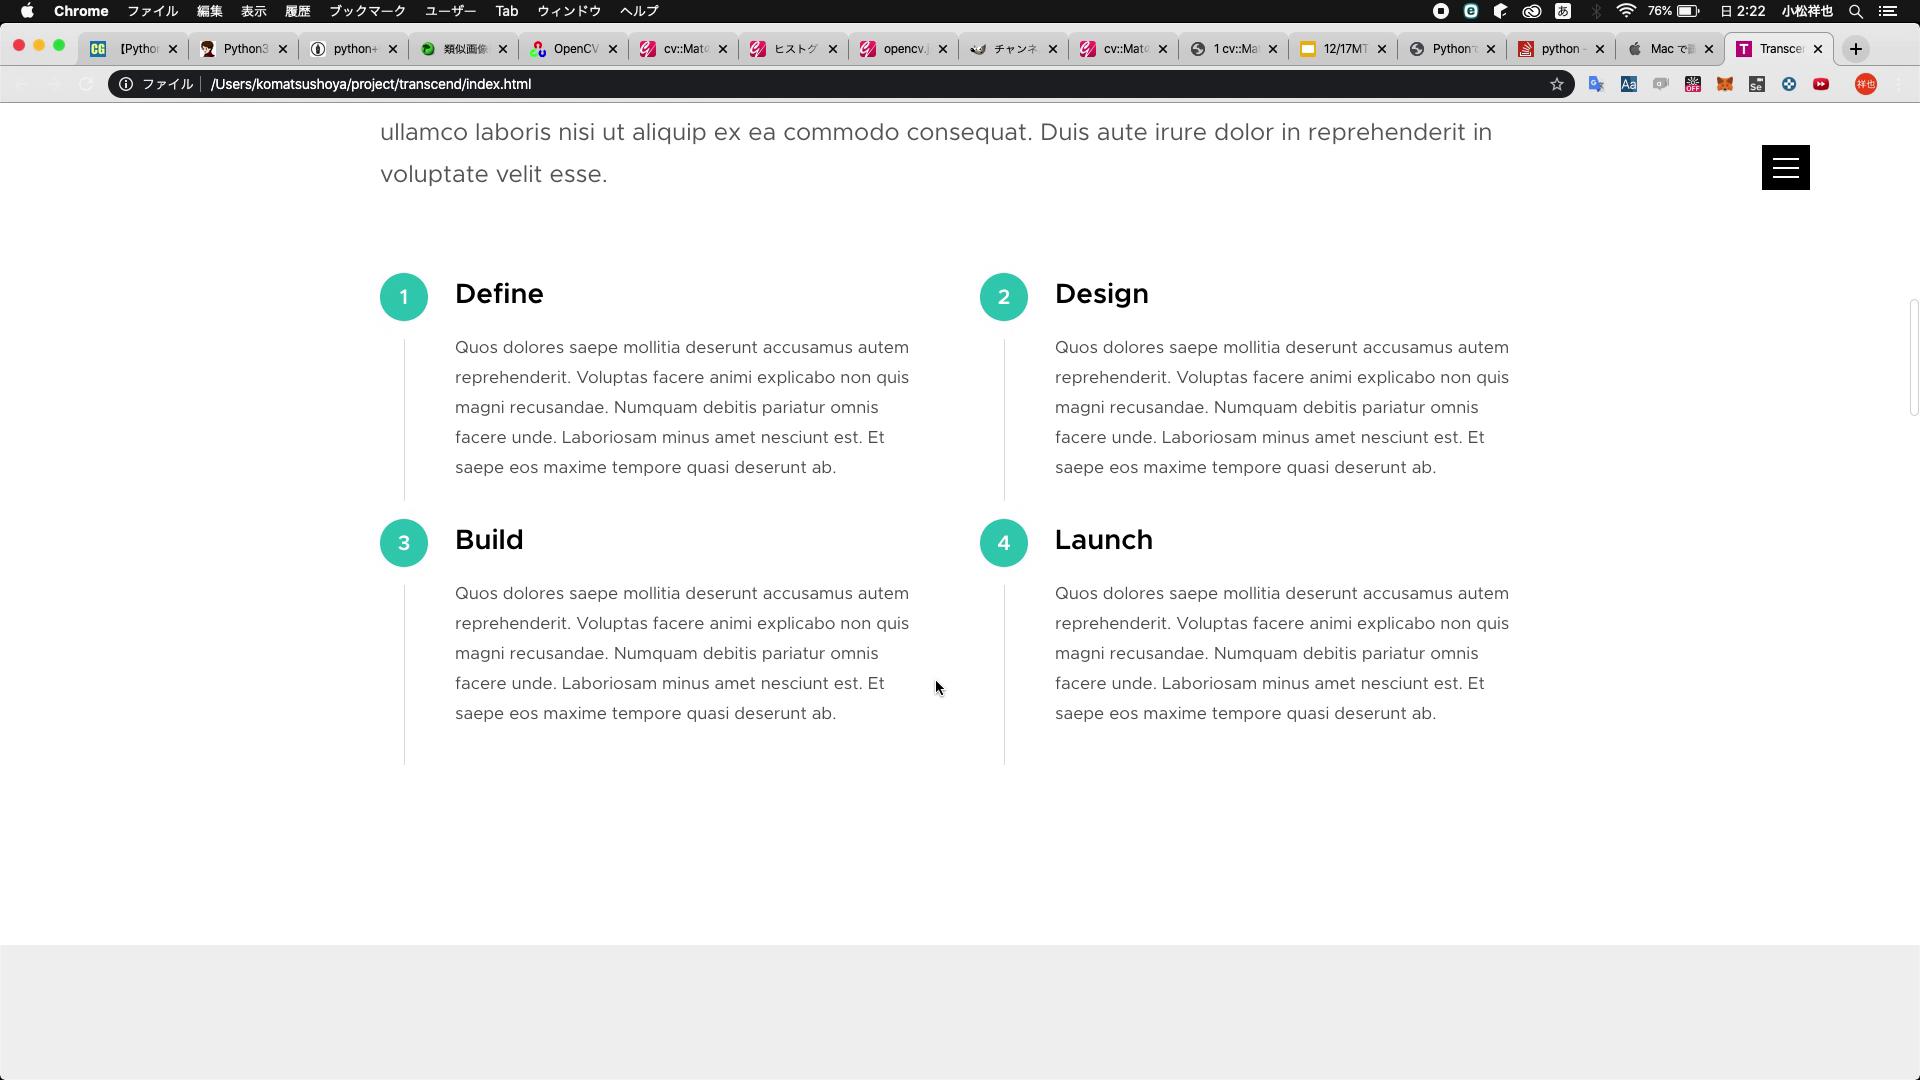 Chrome ファイル 編集 表示 履歴 ブックマーク ユーザー Tab ウィンドウ ヘルプ あ 76% 日 2:22 小松祥也
【Pytho Python3 python+ 類似画像 OpenCV cv::Mat ヒストグ opencv. チャンネ cv::Mat 1 cv::Ma 12/17MT Python python - Mac で T Transce
ファイル /Users/komatsushoya/project/transcend/index.html Aa OFF Se 祥也
ullamco laboris nisi ut aliquip ex ea commodo consequat. Duis aute irure dolor in reprehenderit in
voluptate velit esse.
1 Define
Quos dolores saepe mollitia deserunt accusamus autem
reprehenderit. Voluptas facere animi explicabo non quis
magni recusandae. Numquam debitis pariatur omnis
facere unde. Laboriosam minus amet nesciunt est. Et
saepe eos maxime tempore quasi deserunt ab.
2 Design
Quos dolores saepe mollitia deserunt accusamus autem
reprehenderit. Voluptas facere animi explicabo non quis
magni recusandae. Numquam debitis pariatur omnis
facere unde. Laboriosam minus amet nesciunt est. Et
saepe eos maxime tempore quasi deserunt ab.
3 Build
Quos dolores saepe mollitia deserunt accusamus autem
reprehenderit. Voluptas facere animi explicabo non quis
magni recusandae. Numquam debitis pariatur omnis
facere unde. Laboriosam minus amet nesciunt est. Et
saepe eos maxime tempore quasi deserunt ab.
4 Launch
Quos dolores saepe mollitia deserunt accusamus autem
reprehenderit. Voluptas facere animi explicabo non quis
magni recusandae. Numquam debitis pariatur omnis
facere unde. Laboriosam minus amet nesciunt est. Et
saepe eos maxime tempore quasi deserunt ab.